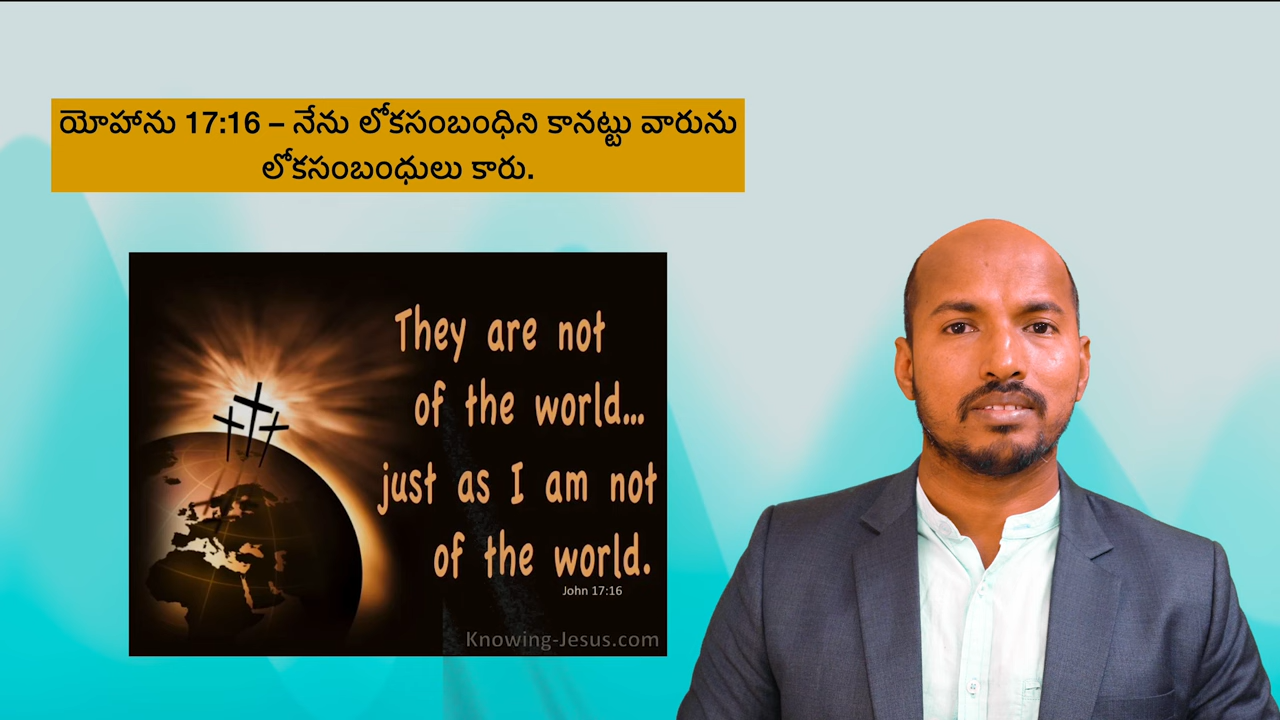 యోహాను 17:16 – నేను లోకసంబంధిని కానట్టు వారును
లోకసంబంధులు కారు.
They are not
of the world...
just as I am not
of the world.
John 17:16
Knowing-Jesus.com